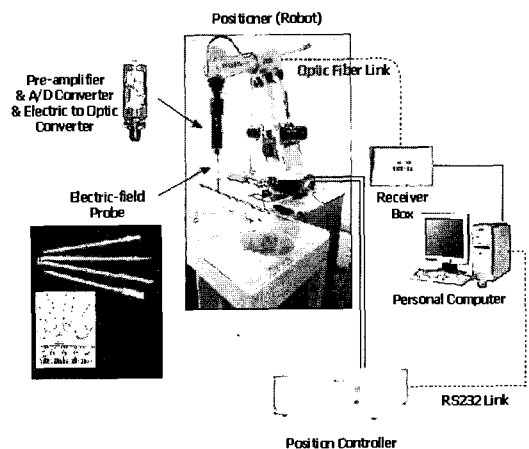 Positioner (Robot)
Pre-amplifier
& A/D Converter
& Electric to Optic
Converter
Optic Fiber Link
Electric-field
Probe
Receiver
Box
Personal Computer
RS232 Link
Position Controller